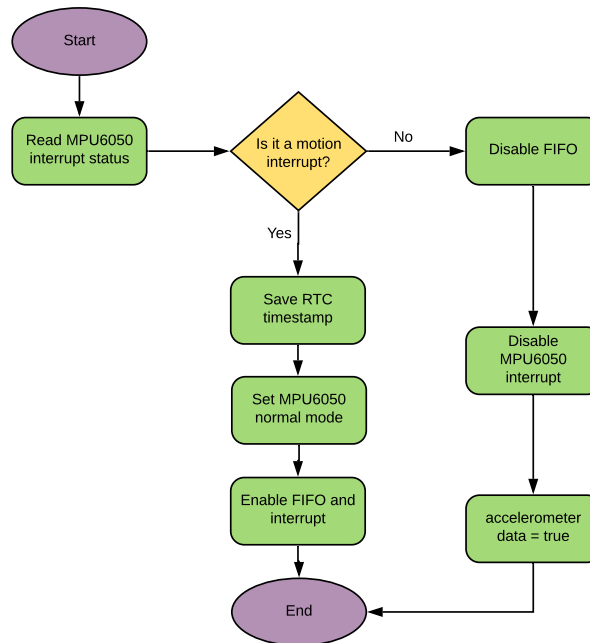 Start
Read MPU6050
interrupt status
Is it a motion
interrupt?
No
Disable FIFO
Yes
Save RTC
timestamp
Disable
MPU6050
interrupt
Set MPU6050
normal mode
Enable FIFO and
interrupt
accelerometer
data = true
End